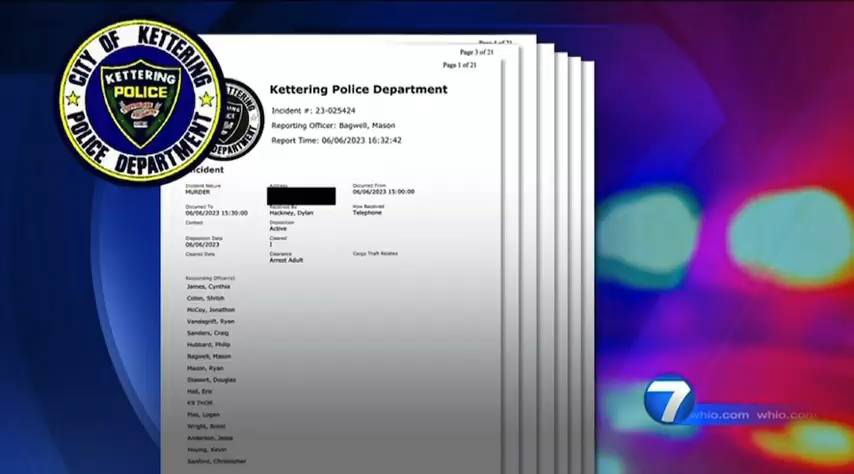 CITY OF KETTERING
POLICE DEPARTMENT
KETTERING
POLICE
Page 4 of 21
Page 3 of 21
Page 1 of 21
Kettering Police Department
Incident #: 23-025424
Reporting Officer: Bagwell, Mason
Report Time: 06/06/2023 16:32:42
Incident
Incident Nature Address Occurred From
MURDER 06/06/2023 15:00:00
Occurred To Received By How Received
06/06/2023 15:30:00 Hackney, Dylan Telephone
Contact Disposition
Active
Disposition Date Cleared
06/06/2023
Cleared Date Clearance Cargo Theft Related
Arrest Adult
Responding Officer(s)
James, Cynthia
Colon, Shiloh
McCoy, Jonathon
Vandegrift, Ryan
Sanders, Craig
Hubbard, Philip
Bagwell, Mason
Mazon, Ryan
Hall, Eric
K9 THOR
Logan
Wright, Brent
Anderson, Jesse
Hoying, Kevin
Sanford, Christopher
7 whio.com whio.com